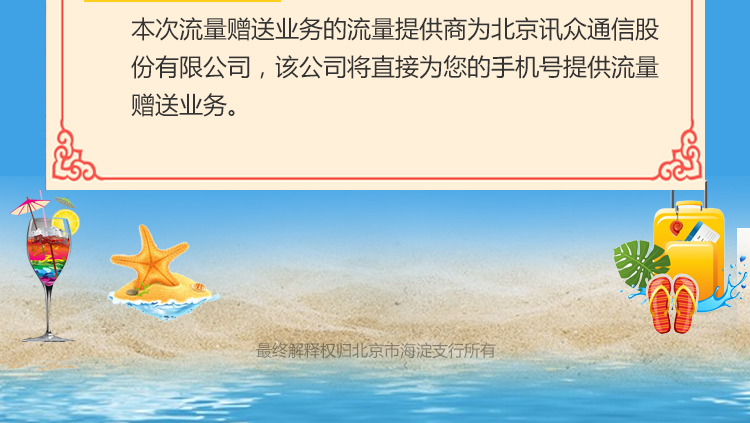 本次流量赠送业务的流量提供商为北京讯众通信股
份有限公司，该公司将直接为您的手机号提供流量
赠送业务。
最终解释权归北京市海淀支行所有